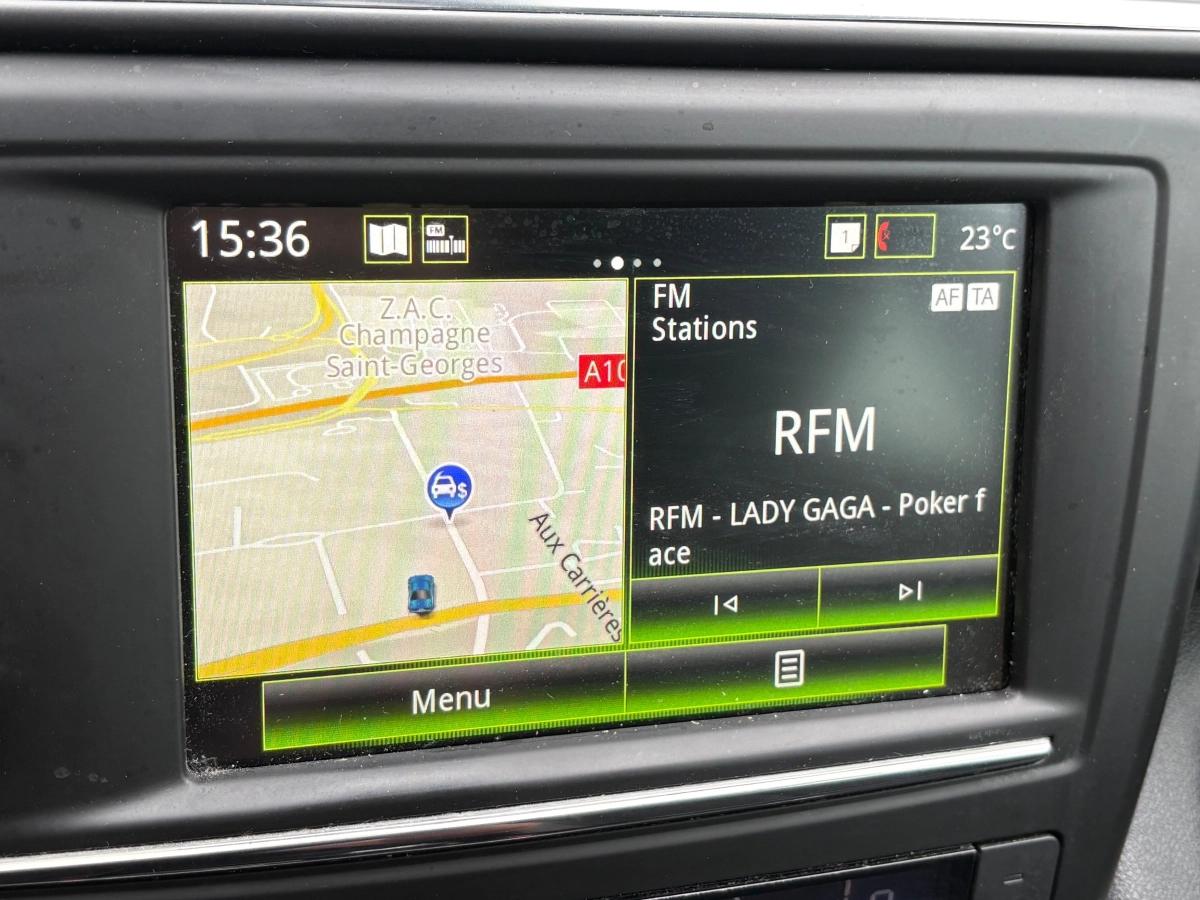 15:36
FM
1
23°C
Z.A.C.
Champagne
Saint-Georges
A10
$
Aux Carrières
FM
Stations
AF TA
RFM
RFM - LADY GAGA - Poker f
ace
Menu